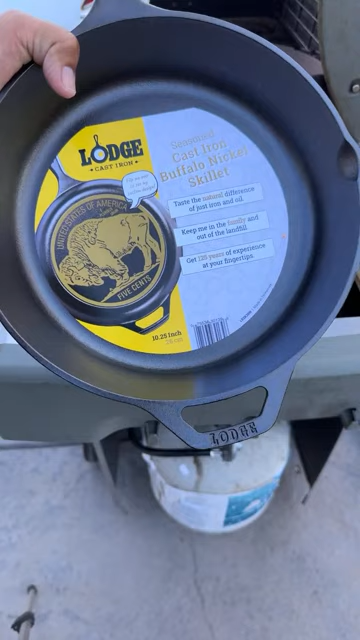 LODGE
• CAST IRON •
Seasoned
Cast Iron
Buffalo Nickel
Skillet
Taste the natural difference
of just iron and oil.
Keep me in the family and
out of the landfill.
Get 125 years of experience
at your fingertips.
UNITED STATES OF AMERICA
FIVE CENTS
10.25 Inch
LODGE